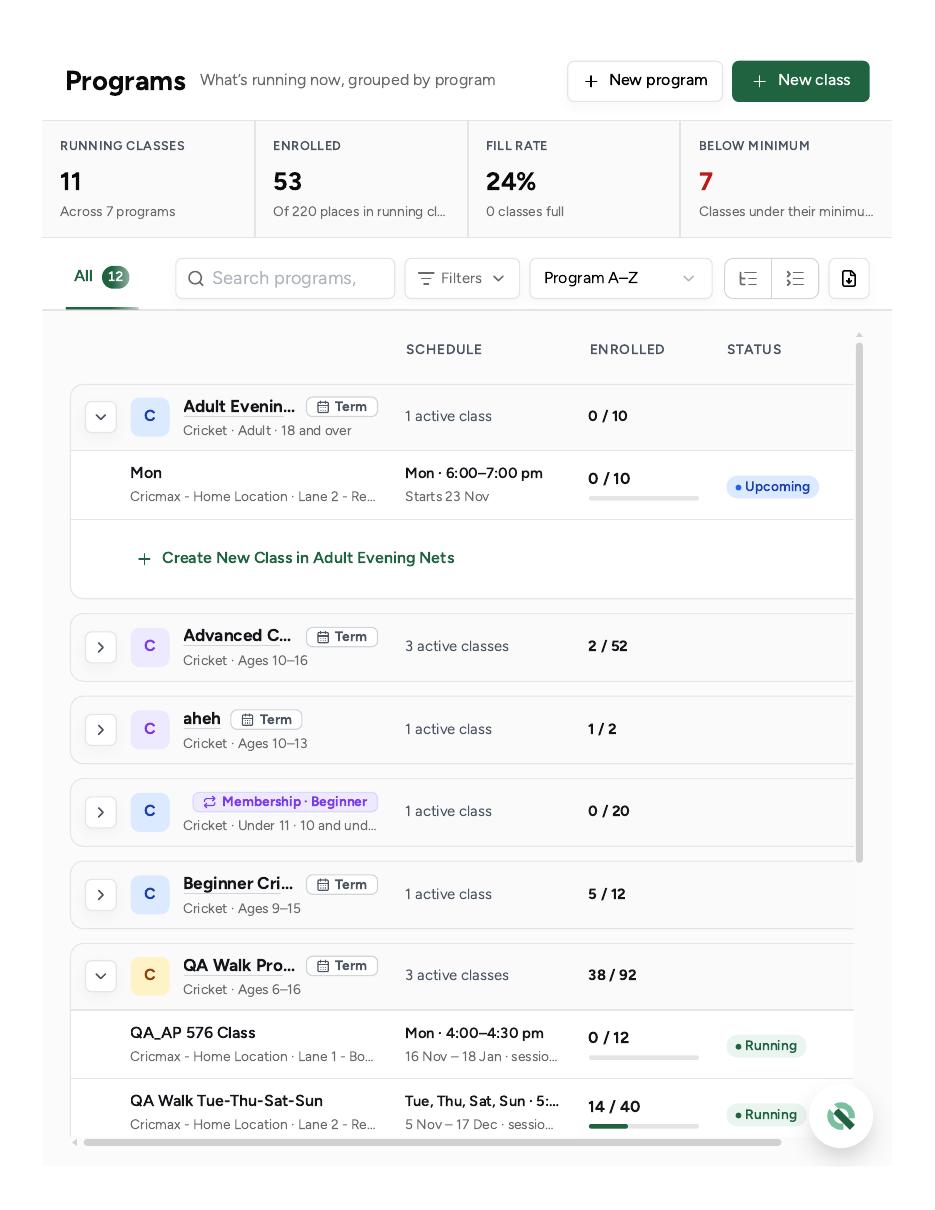 Programs What's running now, grouped by program + New program + New class
RUNNING CLASSES ENROLLED FILL RATE BELOW MINIMUM
11 53 24% 7
Across 7 programs Of 220 places in running cl... 0 classes full Classes under their minimu...
All 12 Search programs, Filters Program A–Z
SCHEDULE ENROLLED STATUS
C Adult Evenin... Term 1 active class 0 / 10
Cricket · Adult · 18 and over
Mon Mon · 6:00–7:00 pm 0 / 10 Upcoming
Cricmax - Home Location · Lane 2 - Re... Starts 23 Nov
+ Create New Class in Adult Evening Nets
C Advanced C... Term 3 active classes 2 / 52
Cricket · Ages 10–16
C aheh Term 1 active class 1 / 2
Cricket · Ages 10–13
C Membership · Beginner 1 active class 0 / 20
Cricket · Under 11 · 10 and und...
C Beginner Cri... Term 1 active class 5 / 12
Cricket · Ages 9–15
C QA Walk Pro... Term 3 active classes 38 / 92
Cricket · Ages 6–16
QA_AP 576 Class Mon · 4:00–4:30 pm 0 / 12 Running
Cricmax - Home Location · Lane 1 - Bo... 16 Nov – 18 Jan · sessio...
QA Walk Tue-Thu-Sat-Sun Tue, Thu, Sat, Sun · 5:... 14 / 40 Running
Cricmax - Home Location · Lane 2 - Re... 5 Nov – 17 Dec · sessio...